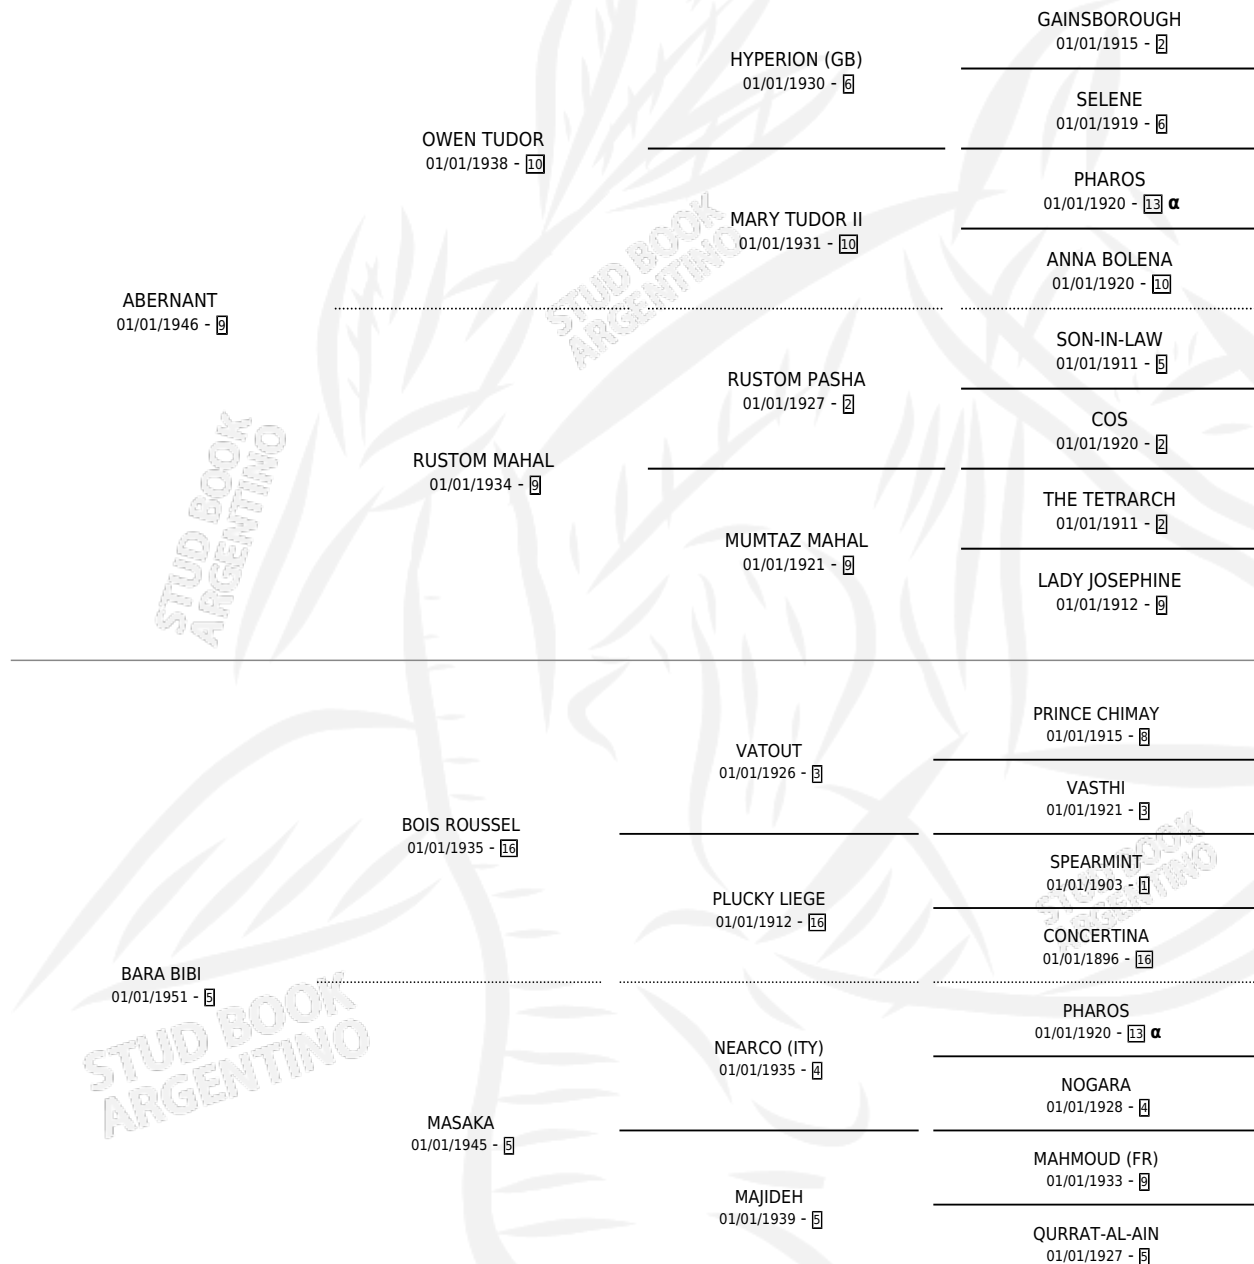 GAINSBOROUGH
01/01/1915 - 2
HYPERION (GB)
01/01/1930 - 6
SELENE
01/01/1919 - 6
OWEN TUDOR
01/01/1938 - 10
PHAROS
01/01/1920 - 13 α
MARY TUDOR II
01/01/1931 - 10
ANNA BOLENA
01/01/1920 - 10
STUD BOOK
ARGENTINO
ABERNANT
01/01/1946 - 9
SON-IN-LAW
01/01/1911 - 5
RUSTOM PASHA
01/01/1927 - 2
COS
01/01/1920 - 2
RUSTOM MAHAL
01/01/1934 - 9
THE TETRARCH
01/01/1911 - 2
MUMTAZ MAHAL
01/01/1921 - 9
LADY JOSEPHINE
01/01/1912 - 9
STUD BOOK
ARGENTINO
PRINCE CHIMAY
01/01/1915 - 8
VATOUT
01/01/1926 - 3
VASTHI
01/01/1921 - 3
BOIS ROUSSEL
01/01/1935 - 16
SPEARMINT
01/01/1903 - 1
PLUCKY LIEGE
01/01/1912 - 16
CONCERTINA
01/01/1896 - 16
STUD BOOK
ARGENTINO
BARA BIBI
01/01/1951 - 5
PHAROS
01/01/1920 - 13 α
NEARCO (ITY)
01/01/1935 - 4
NOGARA
01/01/1928 - 4
STUD BOOK
ARGENTINO
MASAKA
01/01/1945 - 5
MAHMOUD (FR)
01/01/1933 - 9
MAJIDEH
01/01/1939 - 5
QURRAT-AL-AIN
01/01/1927 - 5